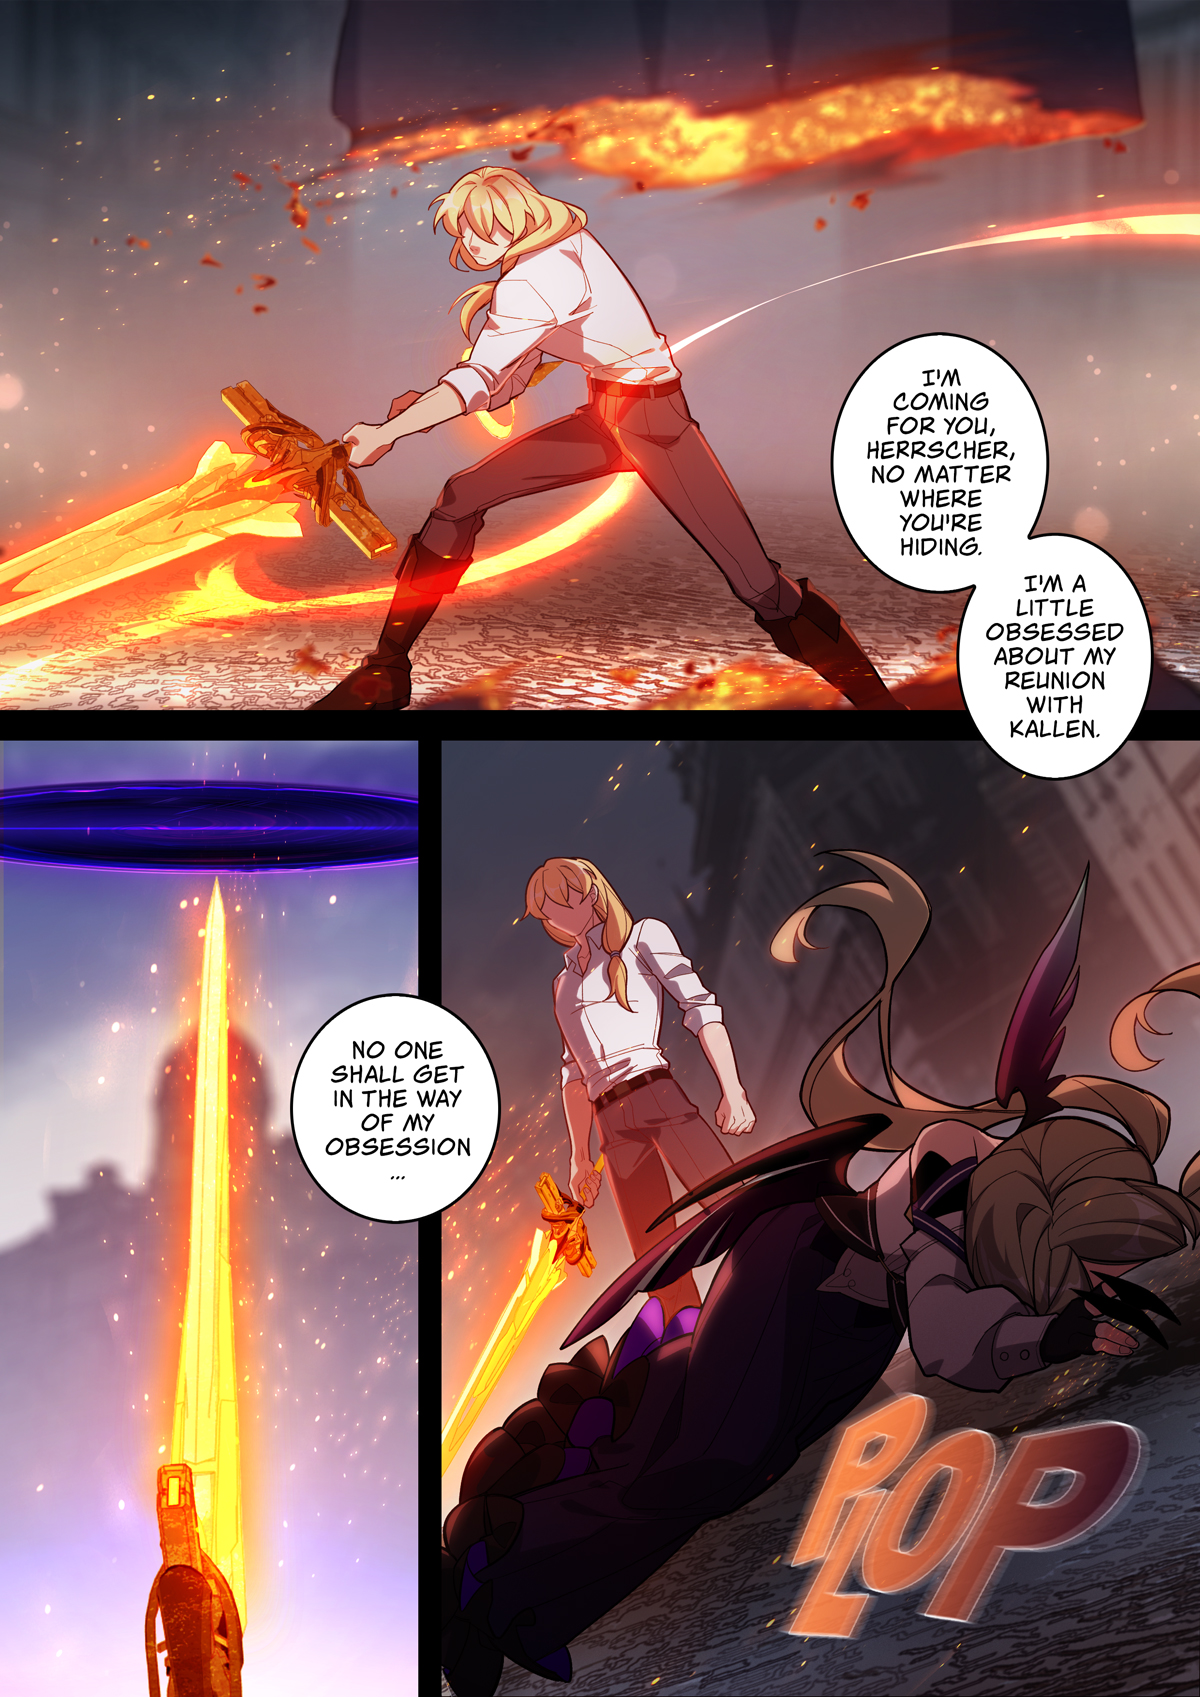 I'M
COMING
FOR YOU,
HERRSCHER,
NO MATTER
WHERE
YOU'RE
HIDING.
I'M A
LITTLE
OBSESSED
ABOUT MY
REUNION
WITH
KALLEN.
NO ONE
SHALL GET
IN THE WAY
OF MY
OBSESSION
...
PLOP